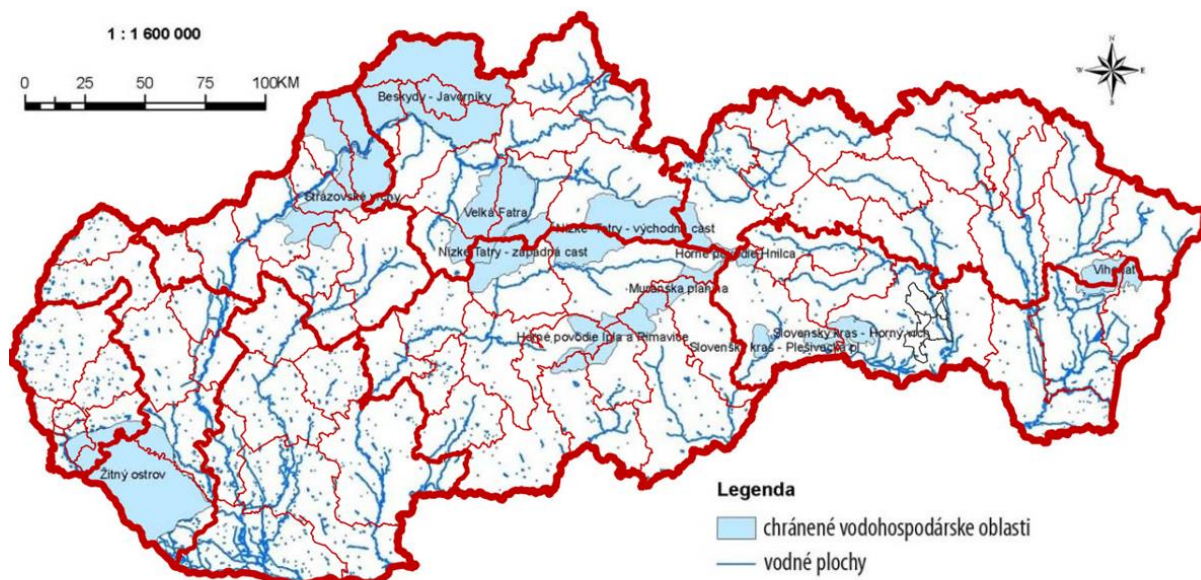 1 : 1 600 000
0 25 50 75 100KM
N
W E
S
Beskydy - Javorníky
Strážovské vrchy
Veľká Fatra
Nízke Tatry - východná cast
Nízke Tatry - západná cast
Horné povodie Hnilca
Muránska planina
Vihorlat
Horné povodie Ipľa a Rimavice
Slovenský kras - Horný vrch
Slovenský kras - Plešivecká pl.
Žitný ostrov
Legenda
chránené vodohospodárske oblasti
vodné plochy